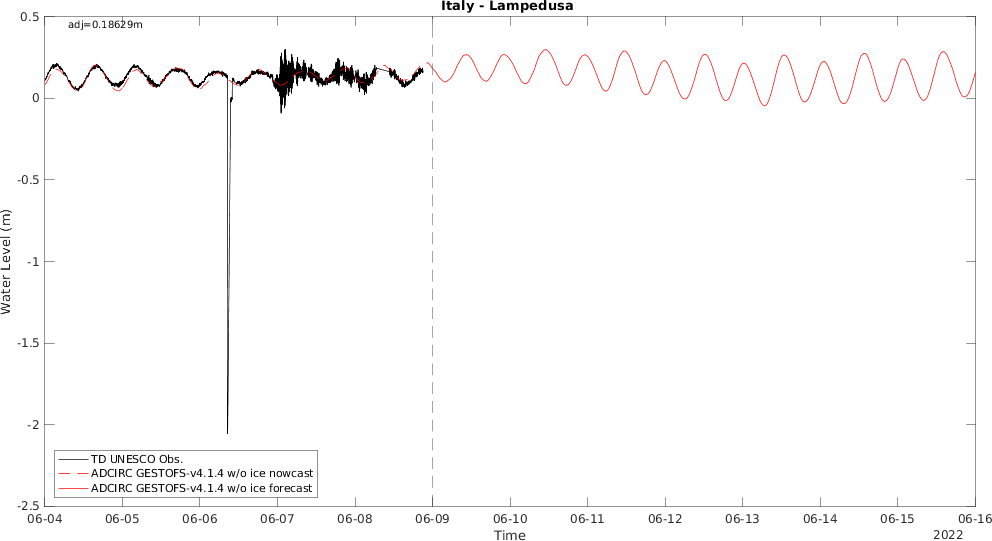 Italy - Lampedusa
adj=0.18629m
0.5
0
-0.5
-1
-1.5
-2
-2.5
Water Level (m)
TD UNESCO Obs.
ADCIRC GESTOFS-v4.1.4 w/o ice nowcast
ADCIRC GESTOFS-v4.1.4 w/o ice forecast
06-04 06-05 06-06 06-07 06-08 06-09 06-10 06-11 06-12 06-13 06-14 06-15 06-16
Time
2022